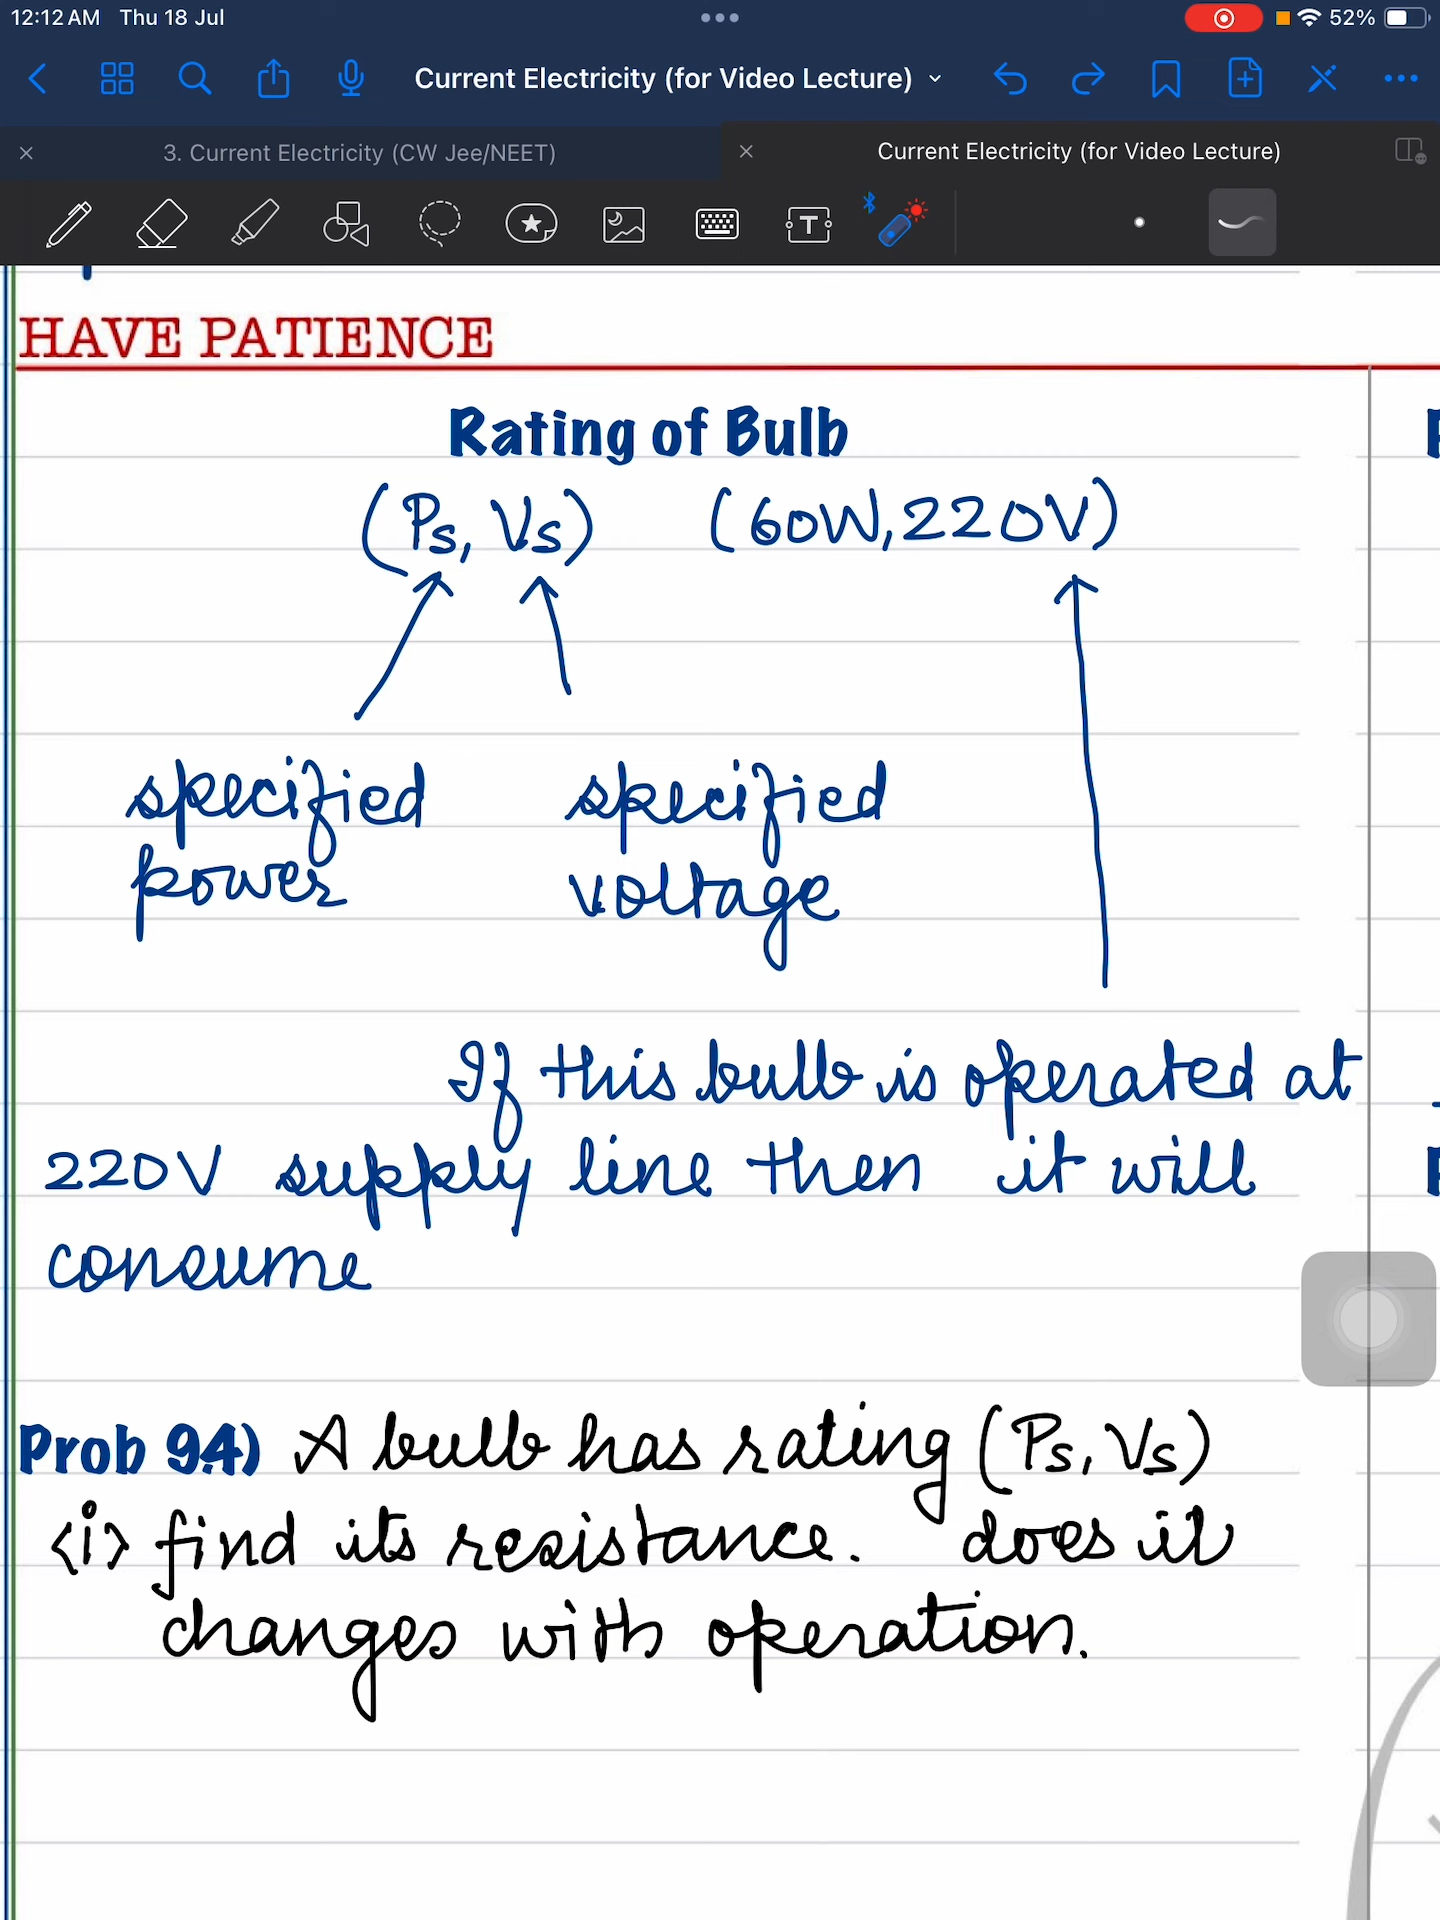 12:12 AM Thu 18 Jul
52%
Current Electricity (for Video Lecture)
3. Current Electricity (CW Jee/NEET)
Current Electricity (for Video Lecture)
HAVE PATIENCE
Rating of Bulb
(Ps, Vs) (60W, 220V)
specified specified
power voltage
If this bulb is operated at
220V supply line then it will
consume
Prob 94) A bulb has rating (Ps, Vs)
<i> find its resistance. does it
changes with operation.